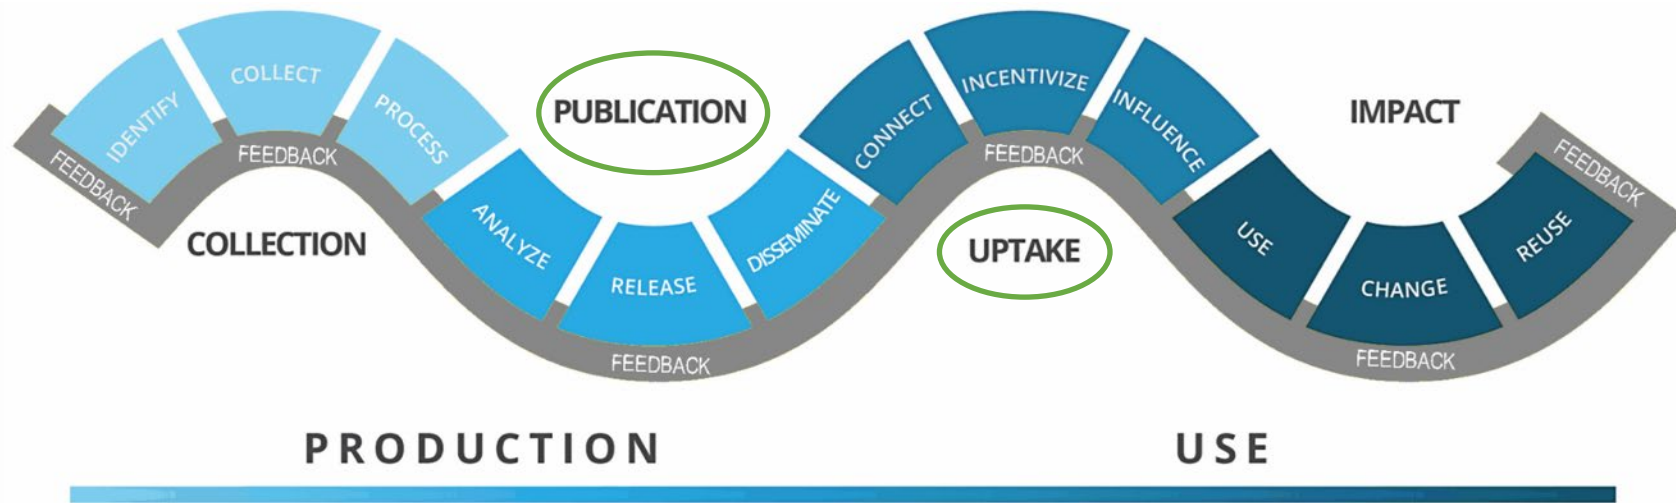 IDENTIFY
COLLECT
PROCESS
FEEDBACK
FEEDBACK
COLLECTION
PUBLICATION
ANALYZE
RELEASE
DISSEMINATE
FEEDBACK
CONNECT
INCENTIVIZE
INFLUENCE
FEEDBACK
UPTAKE
IMPACT
USE
CHANGE
REUSE
FEEDBACK
FEEDBACK
PRODUCTION
USE